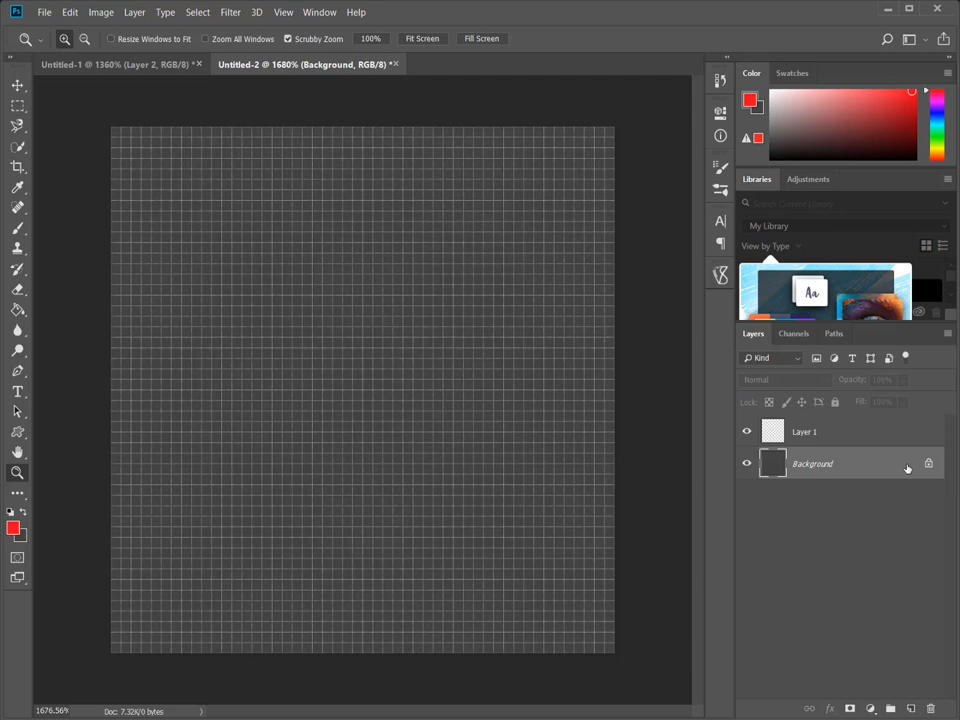 Ps File Edit Image Layer Type Select Filter 3D View Window Help
Resize Windows to Fit Zoom All Windows Scrubby Zoom 100% Fit Screen Fill Screen
Untitled-1 @ 1360% (Layer 2, RGB/8) * × Untitled-2 @ 1680% (Background, RGB/8) * ×
Color Swatches
Libraries Adjustments
Search Current Library
My Library
View by Type
Aa
Layers Channels Paths
Kind
Normal Opacity: 100%
Lock: Fill: 100%
Layer 1
Background
1676.56% Doc: 7.32K/0 bytes